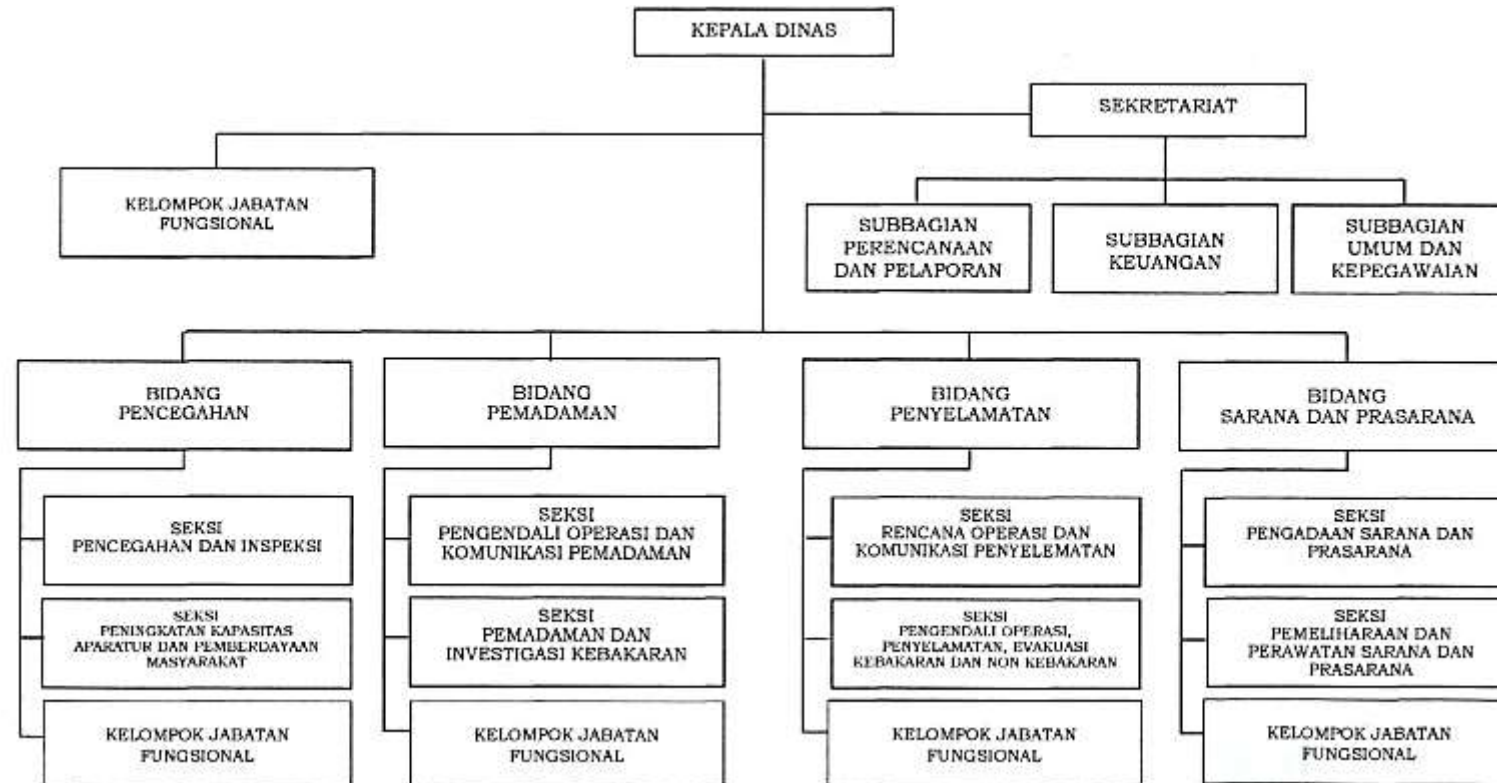 KEPALA DINAS
SEKRETARIAT
KELOMPOK JABATAN
FUNGSIONAL
SUBBAGIAN
PERENCANAAN
DAN PELAPORAN
SUBBAGIAN
KEUANGAN
SUBBAGIAN
UMUM DAN
KEPEGAWAIAN
BIDANG
PENCEGAHAN
BIDANG
PEMADAMAN
BIDANG
PENYELAMATAN
BIDANG
SARANA DAN PRASARANA
SEKSI
PENCEGAHAN DAN INSPEKSI
SEKSI
PENGENDALI OPERASI DAN
KOMUNIKASI PEMADAMAN
SEKSI
RENCANA OPERASI DAN
KOMUNIKASI PENYELEMATAN
SEKSI
PENGADAAN SARANA DAN
PRASARANA
SEKSI
PENINGKATAN KAPASITAS
APARATUR DAN PEMBERDAYAAN
MASYARAKAT
SEKSI
PEMADAMAN DAN
INVESTIGASI KEBAKARAN
SEKSI
PENGENDALI OPERASI,
PENYELAMATAN, EVAKUASI
KEBAKARAN DAN NON KEBAKARAN
SEKSI
PEMELIHARAAN DAN
PERAWATAN SARANA DAN
PRASARANA
KELOMPOK JABATAN
FUNGSIONAL
KELOMPOK JABATAN
FUNGSIONAL
KELOMPOK JABATAN
FUNGSIONAL
KELOMPOK JABATAN
FUNGSIONAL